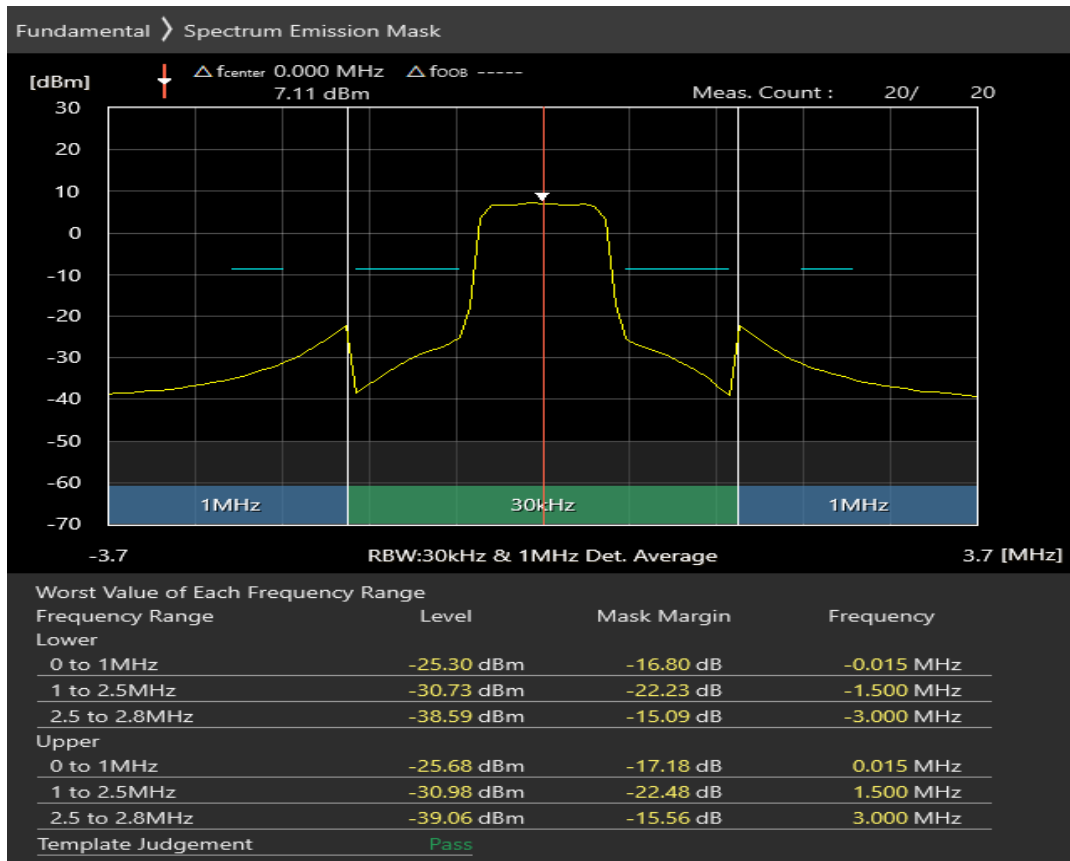 Fundamental 》 Spectrum Emission Mask
[dBm] △ fcenter 0.000 MHz △ fOOB -----
7.11 dBm Meas. Count : 20/ 20
30
20
10
0
-10
-20
-30
-40
-50
-60
-70
1MHz 30kHz 1MHz
-3.7 RBW:30kHz & 1MHz Det. Average 3.7 [MHz]
Worst Value of Each Frequency Range
Frequency Range Level Mask Margin Frequency
Lower
0 to 1MHz -25.30 dBm -16.80 dB -0.015 MHz
1 to 2.5MHz -30.73 dBm -22.23 dB -1.500 MHz
2.5 to 2.8MHz -38.59 dBm -15.09 dB -3.000 MHz
Upper
0 to 1MHz -25.68 dBm -17.18 dB 0.015 MHz
1 to 2.5MHz -30.98 dBm -22.48 dB 1.500 MHz
2.5 to 2.8MHz -39.06 dBm -15.56 dB 3.000 MHz
Template Judgement Pass